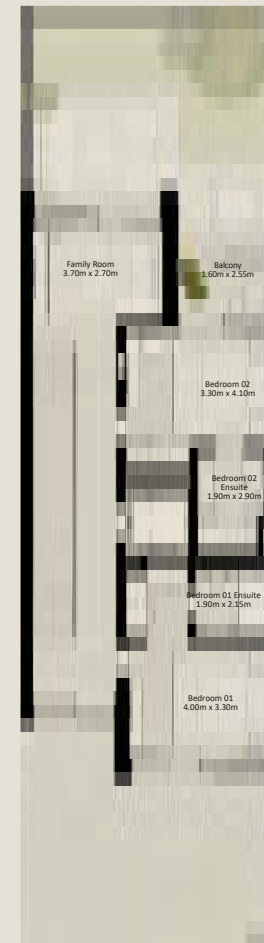 Family Room
3.70m x 2.70m
Balcony
1.60m x 2.55m
Bedroom 02
3.30m x 4.10m
Bedroom 02
Ensuite
1.90m x 2.90m
Bedroom 01 Ensuite
1.90m x 2.15m
Bedroom 01
4.00m x 3.30m